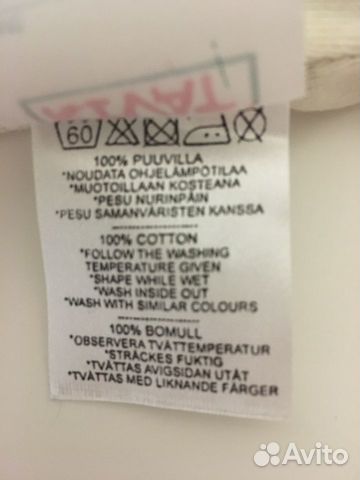 TAVIA
60
100% PUUVILLA
*NOUDATA OHJELÄMPÖTILAA
*MUOTOILLAAN KOSTEANA
*PESU NURINPÄIN
*PESU SAMANVÄRISTEN KANSSA
100% COTTON
*FOLLOW THE WASHING
TEMPERATURE GIVEN
*SHAPE WHILE WET
*WASH INSIDE OUT
*WASH WITH SIMILAR COLOURS
100% BOMULL
*OBSERVERA TVÄTTEMPERATUR
*STRÄCKES FUKTIG
*TVÄTTAS AVIGSIDAN UTÅT
*TVÄTTAS MED LIKNANDE FÄRGER
Avito